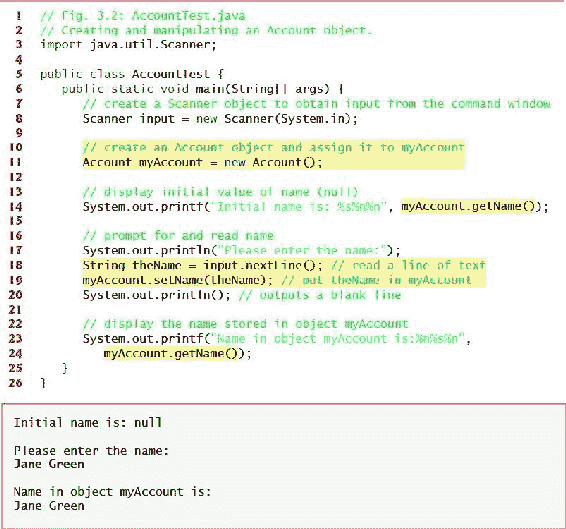 1 // Fig. 3.2: AccountTest.java
2 // Creating and manipulating an Account object.
3 import java.util.Scanner;
4
5 public class AccountTest {
6 public static void main(String[] args) {
7 // create a Scanner object to obtain input from the command window
8 Scanner input = new Scanner(System.in);
9
10 // create an Account object and assign it to myAccount
11 Account myAccount = new Account();
12
13 // display initial value of name (null)
14 System.out.printf("Initial name is: %s%n%n", myAccount.getName());
15
16 // prompt for and read name
17 System.out.println("Please enter the name:");
18 String theName = input.nextLine(); // read a line of text
19 myAccount.setName(theName); // put theName in myAccount
20 System.out.println(); // outputs a blank line
21
22 // display the name stored in object myAccount
23 System.out.printf("Name in object myAccount is:%n%s%n",
24 myAccount.getName());
25 }
26 }
Initial name is: null
Please enter the name:
Jane Green
Name in object myAccount is:
Jane Green